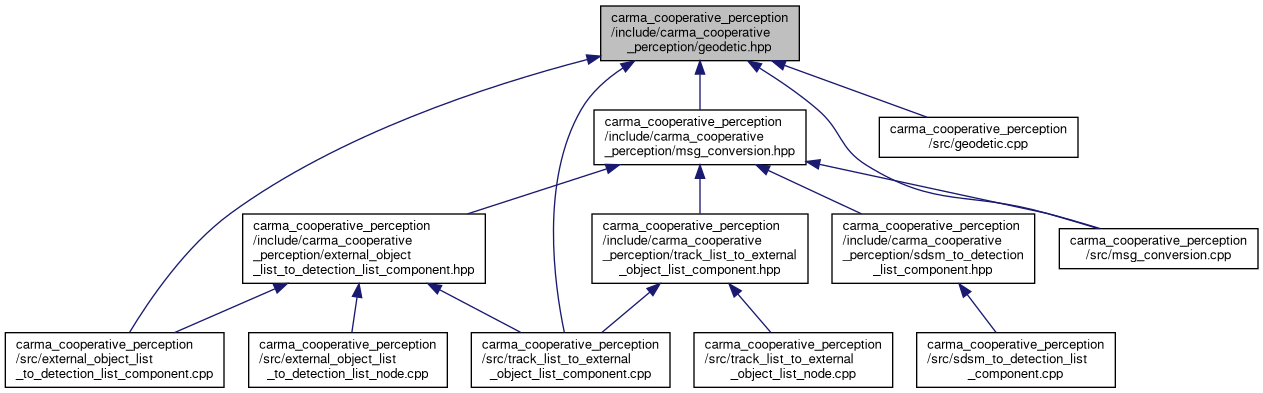 carma_cooperative_perception
/include/carma_cooperative
_perception/geodetic.hpp
carma_cooperative_perception
/include/carma_cooperative
_perception/msg_conversion.hpp
carma_cooperative_perception
/src/geodetic.cpp
carma_cooperative_perception
/include/carma_cooperative
_perception/external_object
_list_to_detection_list_component.hpp
carma_cooperative_perception
/include/carma_cooperative
_perception/track_list_to_external
_object_list_component.hpp
carma_cooperative_perception
/include/carma_cooperative
_perception/sdsm_to_detection
_list_component.hpp
carma_cooperative_perception
/src/msg_conversion.cpp
carma_cooperative_perception
/src/external_object_list
_to_detection_list_component.cpp
carma_cooperative_perception
/src/external_object_list
_to_detection_list_node.cpp
carma_cooperative_perception
/src/track_list_to_external
_object_list_component.cpp
carma_cooperative_perception
/src/track_list_to_external
_object_list_node.cpp
carma_cooperative_perception
/src/sdsm_to_detection_list
_component.cpp